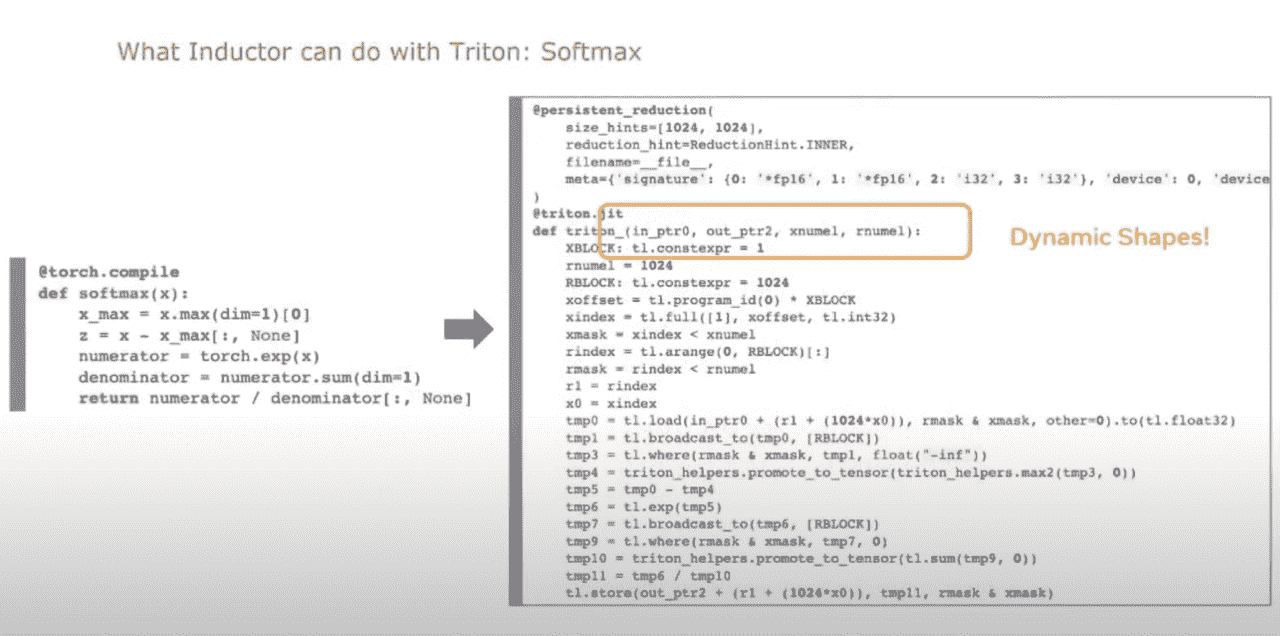 What Inductor can do with Triton: Softmax
@torch.compile
def softmax(x):
    x_max = x.max(dim=1)[0]
    z = x - x_max[:, None]
    numerator = torch.exp(x)
    denominator = numerator.sum(dim=1)
    return numerator / denominator[:, None]
@persistent_reduction(
    size_hints=[1024, 1024],
    reduction_hint=ReductionHint.INNER,
    filename=__file__,
    meta={'signature': {0: '*fp16', 1: '*fp16', 2: 'i32', 3: 'i32'}, 'device': 0, 'device
)
@triton.jit
def triton_(in_ptr0, out_ptr2, xnumel, rnumel):
    XBLOCK: tl.constexpr = 1
    rnumel = 1024
    RBLOCK: tl.constexpr = 1024
    xoffset = tl.program_id(0) * XBLOCK
    xindex = tl.full([1], xoffset, tl.int32)
    xmask = xindex < xnumel
    rindex = tl.arange(0, RBLOCK)[:]
    rmask = rindex < rnumel
    r1 = rindex
    x0 = xindex
    tmp0 = tl.load(in_ptr0 + (r1 + (1024*x0)), rmask & xmask, other=0).to(tl.float32)
    tmp1 = tl.broadcast_to(tmp0, [RBLOCK])
    tmp3 = tl.where(rmask & xmask, tmp1, float("-inf"))
    tmp4 = triton_helpers.promote_to_tensor(triton_helpers.max2(tmp3, 0))
    tmp5 = tmp0 - tmp4
    tmp6 = tl.exp(tmp5)
    tmp7 = tl.broadcast_to(tmp6, [RBLOCK])
    tmp9 = tl.where(rmask & xmask, tmp7, 0)
    tmp10 = triton_helpers.promote_to_tensor(tl.sum(tmp9, 0))
    tmp11 = tmp6 / tmp10
    tl.store(out_ptr2 + (r1 + (1024*x0)), tmp11, rmask & xmask)
Dynamic Shapes!